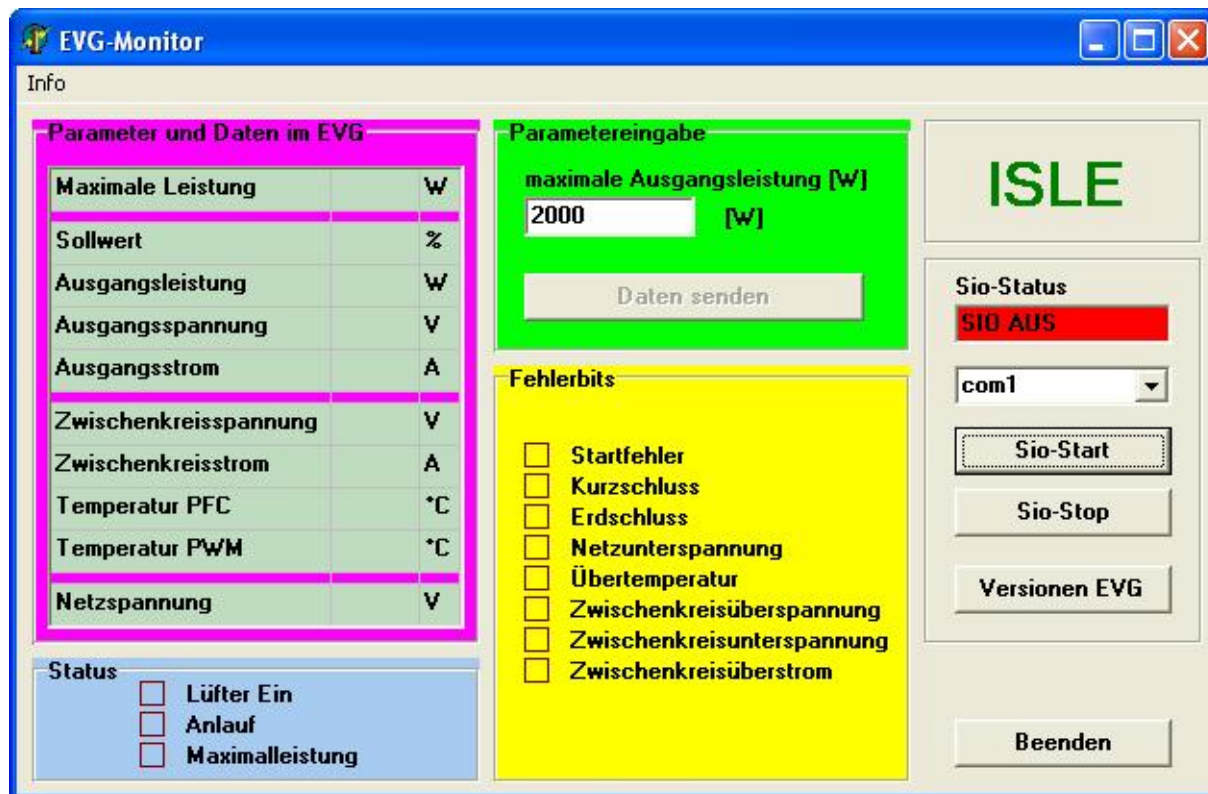 EVG-Monitor
Info
Parameter und Daten im EVG
Maximale Leistung W
Sollwert %
Ausgangsleistung W
Ausgangsspannung V
Ausgangsstrom A
Zwischenkreisspannung V
Zwischenkreisstrom A
Temperatur PFC °C
Temperatur PWM °C
Netzspannung V
Status
Lüfter Ein
Anlauf
Maximalleistung
Parametereingabe
maximale Ausgangsleistung [W]
2000 [W]
Daten senden
Fehlerbits
Startfehler
Kurzschluss
Erdschluss
Netzunterspannung
Übertemperatur
Zwischenkreisüberspannung
Zwischenkreisunterspannung
Zwischenkreisüberstrom
ISLE
Sio-Status
SIO AUS
com1
Sio-Start
Sio-Stop
Versionen EVG
Beenden